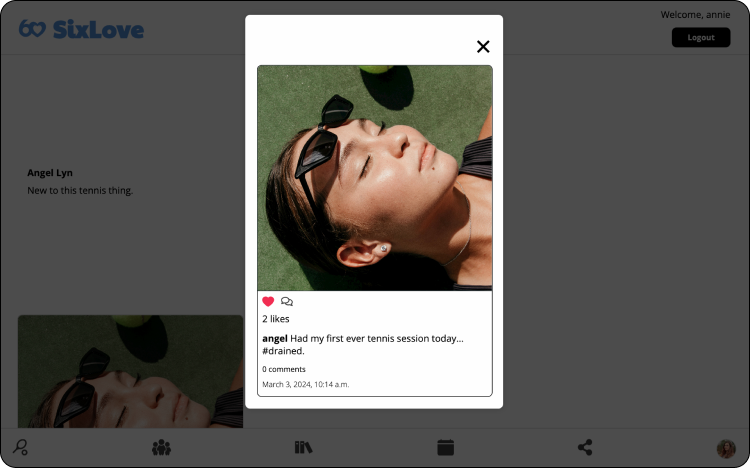 SixLove
Welcome, annie
Logout
Angel Lyn
New to this tennis thing.
2 likes
angel Had my first ever tennis session today...
#drained.
0 comments
March 3, 2024, 10:14 a.m.